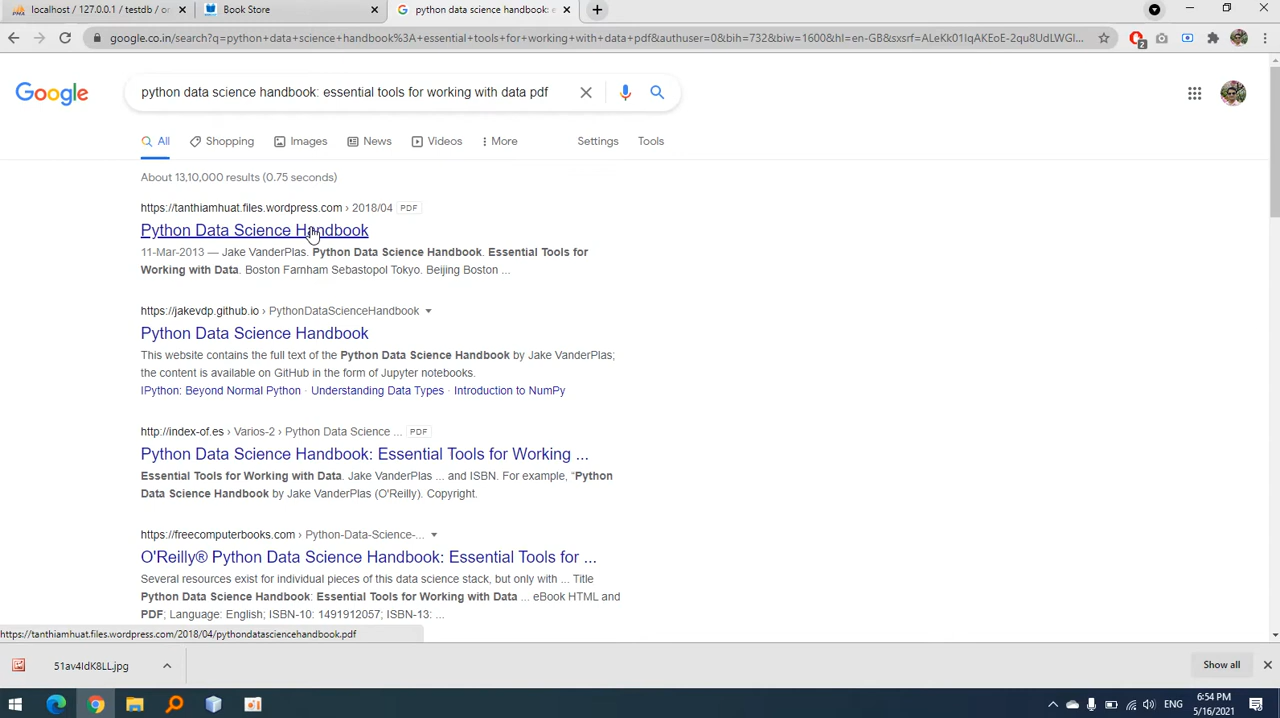 localhost / 127.0.0.1 / testdb / or
Book Store
python data science handbook: e
google.co.in/search?q=python+data+science+handbook%3A+essential+tools+for+working+with+data+pdf&authuser=0&bih=732&biw=1600&hl=en-GB&sxsrf=ALeKk01IqAKEoE-2qu8UdLWGl...
2
Google
python data science handbook: essential tools for working with data pdf
All
Shopping
Images
News
Videos
More
Settings
Tools
About 13,10,000 results (0.75 seconds)
https://tanthiamhuat.files.wordpress.com › 2018/04 PDF
Python Data Science Handbook
11-Mar-2013 — Jake VanderPlas. Python Data Science Handbook. Essential Tools for
Working with Data. Boston Farnham Sebastopol Tokyo. Beijing Boston ...
https://jakevdp.github.io › PythonDataScienceHandbook
Python Data Science Handbook
This website contains the full text of the Python Data Science Handbook by Jake VanderPlas;
the content is available on GitHub in the form of Jupyter notebooks.
IPython: Beyond Normal Python · Understanding Data Types · Introduction to NumPy
http://index-of.es › Varios-2 › Python Data Science ... PDF
Python Data Science Handbook: Essential Tools for Working ...
Essential Tools for Working with Data. Jake VanderPlas ... and ISBN. For example, “Python
Data Science Handbook by Jake VanderPlas (O'Reilly). Copyright.
https://freecomputerbooks.com › Python-Data-Science-...
O'Reilly® Python Data Science Handbook: Essential Tools for ...
Several resources exist for individual pieces of this data science stack, but only with ... Title
Python Data Science Handbook: Essential Tools for Working with Data ... eBook HTML and
PDF; Language: English; ISBN-10: 1491912057; ISBN-13: ...
https://tanthiamhuat.files.wordpress.com/2018/04/pythondatasciencehandbook.pdf
51av4IdK8LL.jpg
Show all
ENG
6:54 PM
5/16/2021